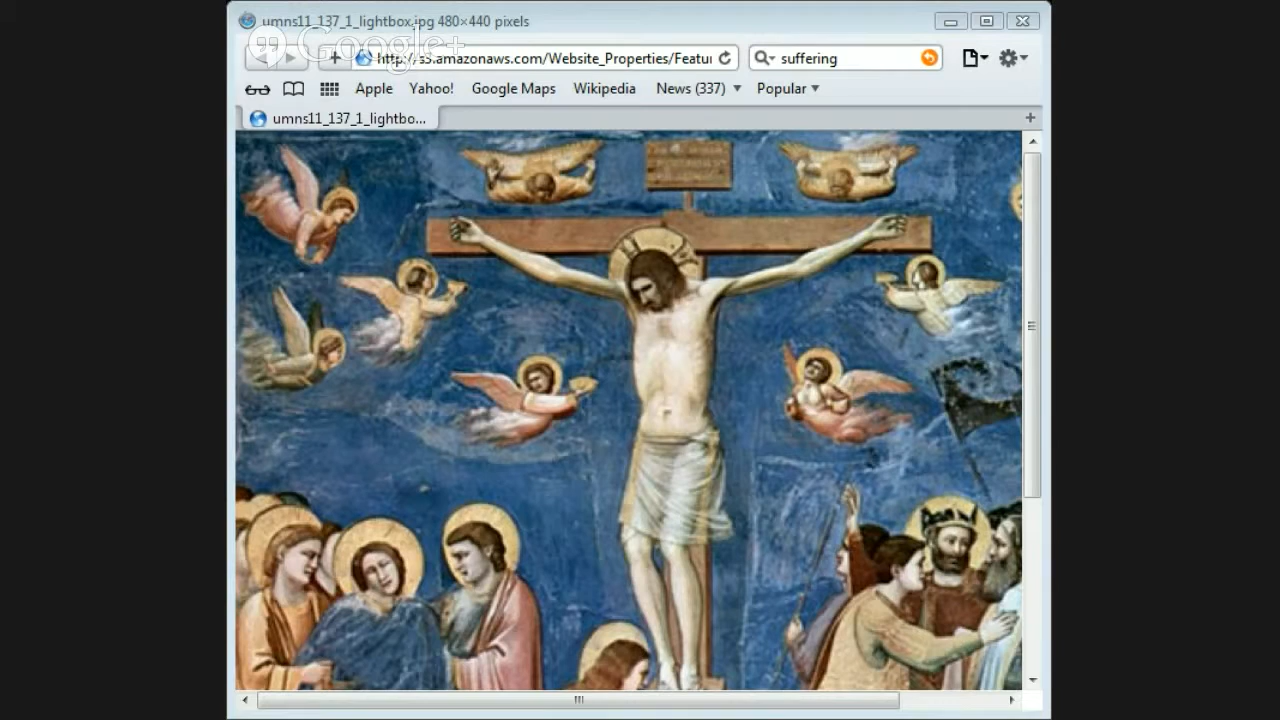 umns11_137_1_lightbox.jpg 480×440 pixels
Google+
http://s3.amazonaws.com/Website_Properties/Featur
suffering
Apple Yahoo! Google Maps Wikipedia News (337) Popular
umns11_137_1_lightbo...